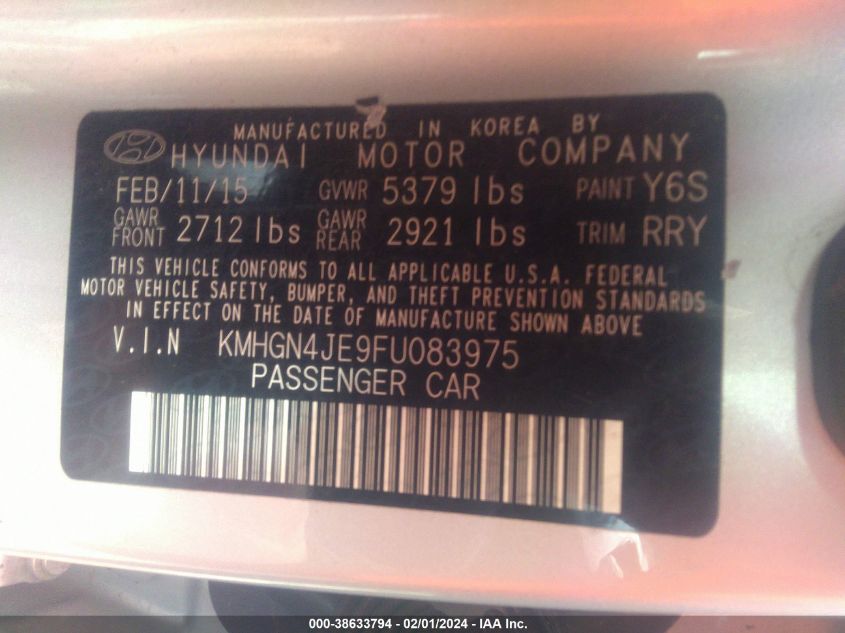 MANUFACTURED IN KOREA BY
HYUNDAI MOTOR COMPANY
FEB/11/15 GVWR 5379 lbs PAINT Y6S
GAWR FRONT 2712 lbs GAWR REAR 2921 lbs TRIM RRY
THIS VEHICLE CONFORMS TO ALL APPLICABLE U.S.A. FEDERAL
MOTOR VEHICLE SAFETY, BUMPER, AND THEFT PREVENTION STANDARDS
IN EFFECT ON THE DATE OF MANUFACTURE SHOWN ABOVE
V.I.N KMHGN4JE9FU083975
PASSENGER CAR
000-38633794 - 02/01/2024 - IAA Inc.